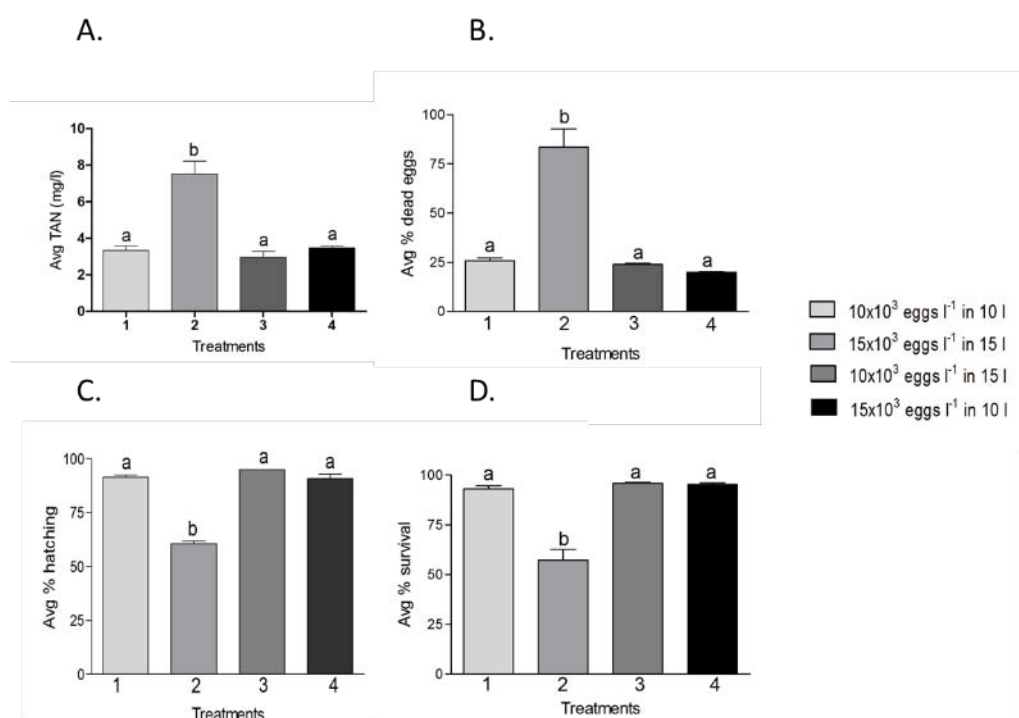 A.
Avg TAN (mg/l)
10
8
6
4
2
0
a
b
a
a
1 2 3 4
Treatments
B.
Avg % dead eggs
100
75
50
25
0
a
b
a
a
1 2 3 4
Treatments
10x10³ eggs l⁻¹ in 10 l
15x10³ eggs l⁻¹ in 15 l
10x10³ eggs l⁻¹ in 15 l
15x10³ eggs l⁻¹ in 10 l
C.
Avg % hatching
100
75
50
25
0
a
b
a
a
1 2 3 4
Treatments
D.
Avg % survival
100
75
50
25
0
a
b
a
a
1 2 3 4
Treatments